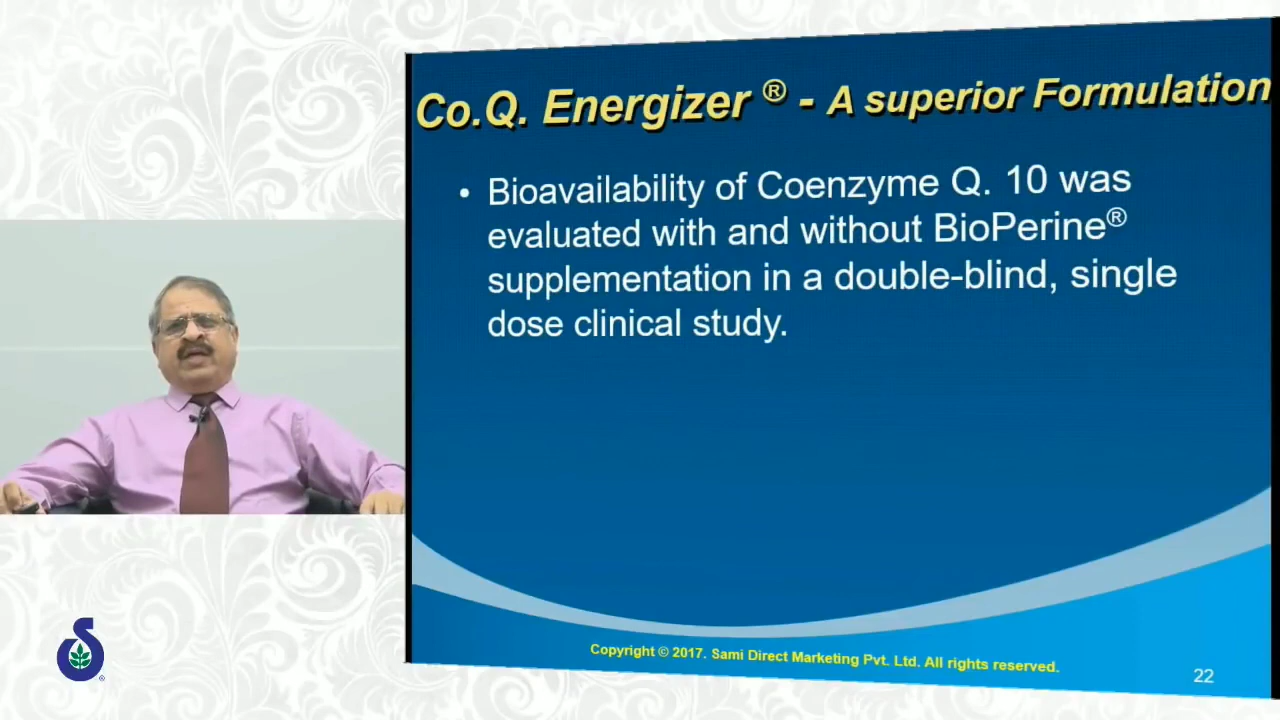 Co.Q. Energizer ® - A superior Formulation
• Bioavailability of Coenzyme Q. 10 was
evaluated with and without BioPerine®
supplementation in a double-blind, single
dose clinical study.
Copyright © 2017. Sami Direct Marketing Pvt. Ltd. All rights reserved.
22
®